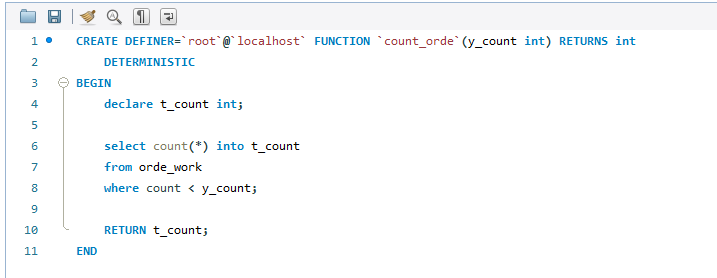 1 CREATE DEFINER=`root`@`localhost` FUNCTION `count_orde`(y_count int) RETURNS int
2 DETERMINISTIC
3 BEGIN
4 declare t_count int;
5
6 select count(*) into t_count
7 from orde_work
8 where count < y_count;
9
10 RETURN t_count;
11 END